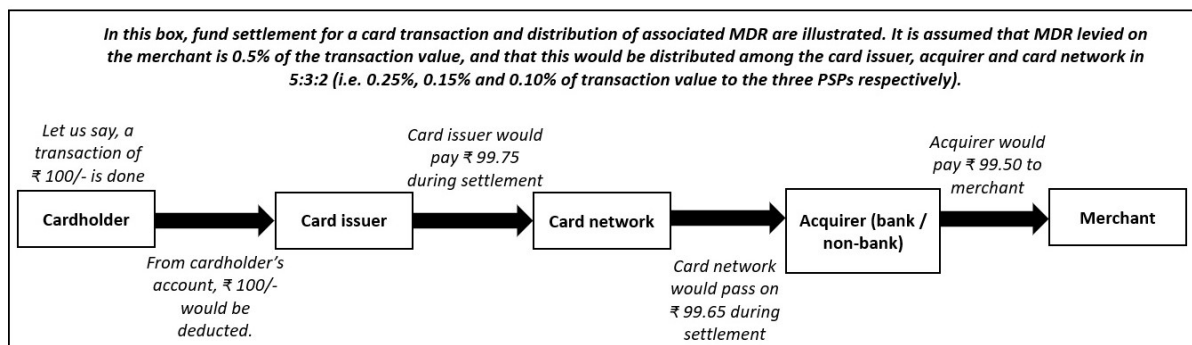 In this box, fund settlement for a card transaction and distribution of associated MDR are illustrated. It is assumed that MDR levied on
the merchant is 0.5% of the transaction value, and that this would be distributed among the card issuer, acquirer and card network in
5:3:2 (i.e. 0.25%, 0.15% and 0.10% of transaction value to the three PSPs respectively).
Let us say, a
transaction of
₹ 100/- is done
Cardholder
From cardholder’s
account, ₹ 100/-
would be
deducted.
Card issuer
Card issuer would
pay ₹ 99.75
during settlement
Card network
Card network
would pass on
₹ 99.65 during
settlement
Acquirer (bank /
non-bank)
Acquirer would
pay ₹ 99.50 to
merchant
Merchant